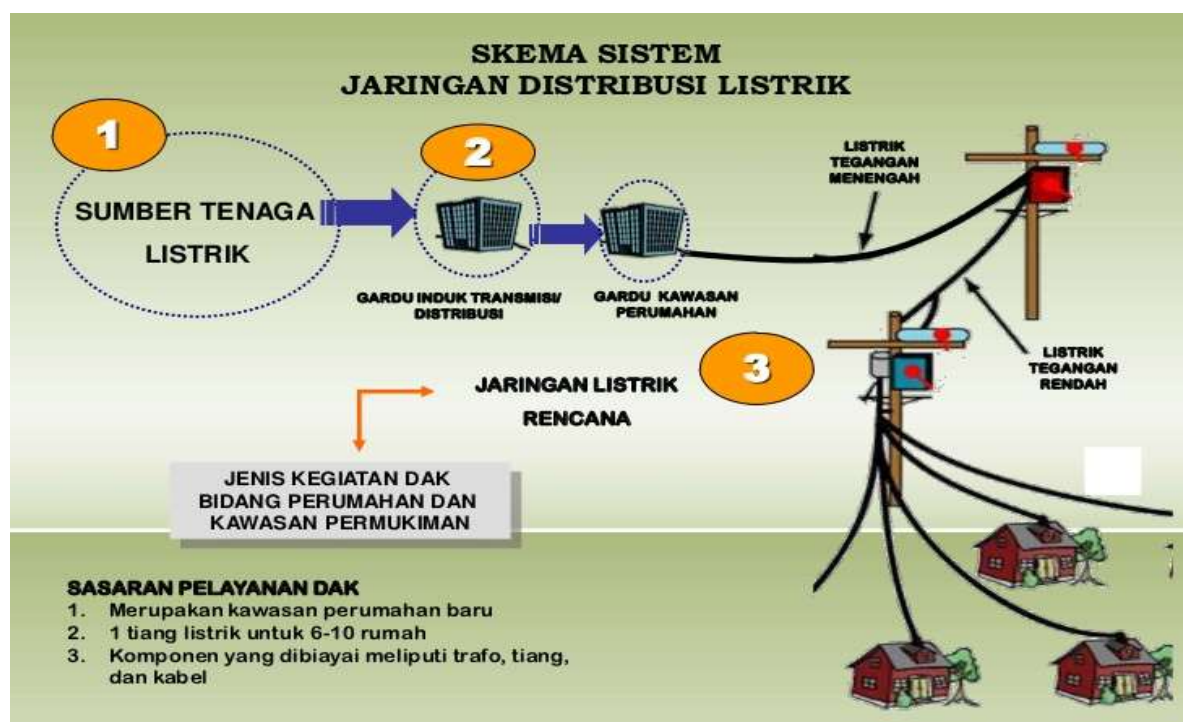 SKEMA SISTEM
JARINGAN DISTRIBUSI LISTRIK
1
SUMBER TENAGA
LISTRIK
2
GARDU INDUK TRANSMISI/
DISTRIBUSI
GARDU KAWASAN
PERUMAHAN
LISTRIK
TEGANGAN
MENENGAH
LISTRIK
TEGANGAN
RENDAH
3
JARINGAN LISTRIK
RENCANA
JENIS KEGIATAN DAK
BIDANG PERUMAHAN DAN
KAWASAN PERMUKIMAN
SASARAN PELAYANAN DAK
1. Merupakan kawasan perumahan baru
2. 1 tiang listrik untuk 6-10 rumah
3. Komponen yang dibiayai meliputi trafo, tiang,
dan kabel